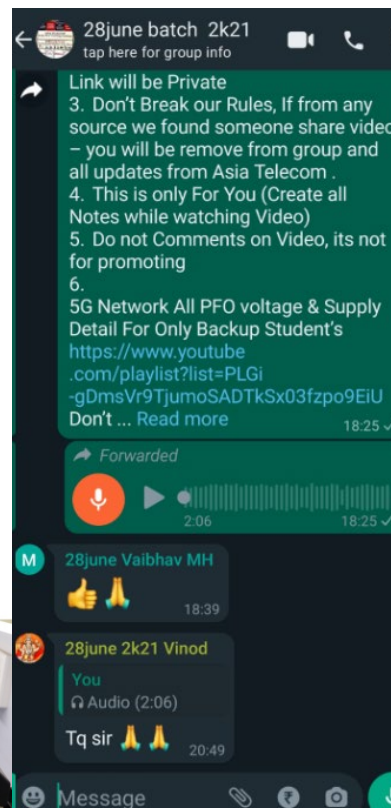 28june batch 2k21
tap here for group info
Link will be Private
3. Don't Break our Rules, If from any
source we found someone share video
– you will be remove from group and
all updates from Asia Telecom .
4. This is only For You (Create all
Notes while watching Video)
5. Do not Comments on Video, its not
for promoting
6.
5G Network All PFO voltage & Supply
Detail For Only Backup Student's
https://www.youtube
.com/playlist?list=PLGi
-gDmsVr9TjumoSADTkSx03fzpo9EiU
Don't ... Read more
18:25
Forwarded
2:06
18:25
M
28june Vaibhav MH
👍🙏
18:39
28june 2k21 Vinod
You
Audio (2:06)
Tq sir 🙏🙏
20:49
Message